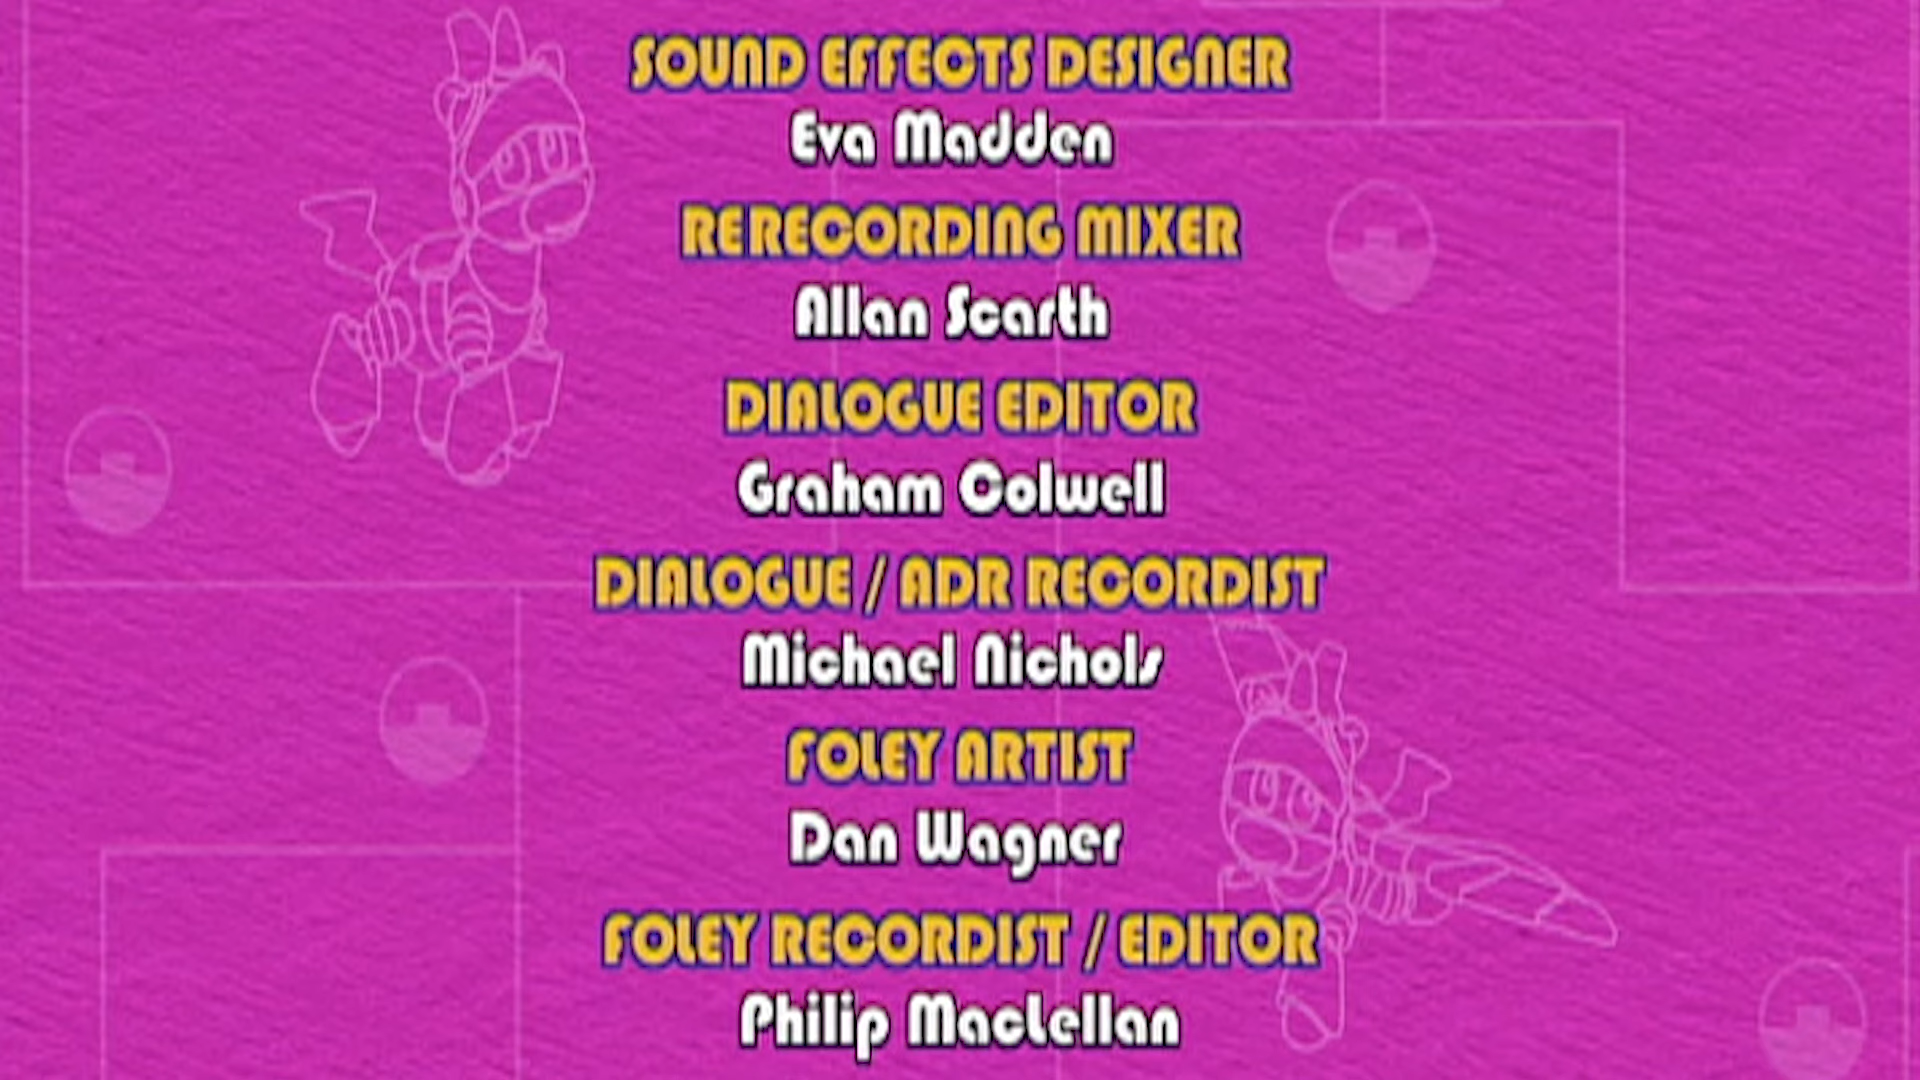 SOUND EFFECTS DESIGNER
Eva Madden
RERECORDING MIXER
Allan Scarth
DIALOGUE EDITOR
Graham Colwell
DIALOGUE / ADR RECORDIST
Michael Nichols
FOLEY ARTIST
Dan Wagner
FOLEY RECORDIST / EDITOR
Philip MacLellan